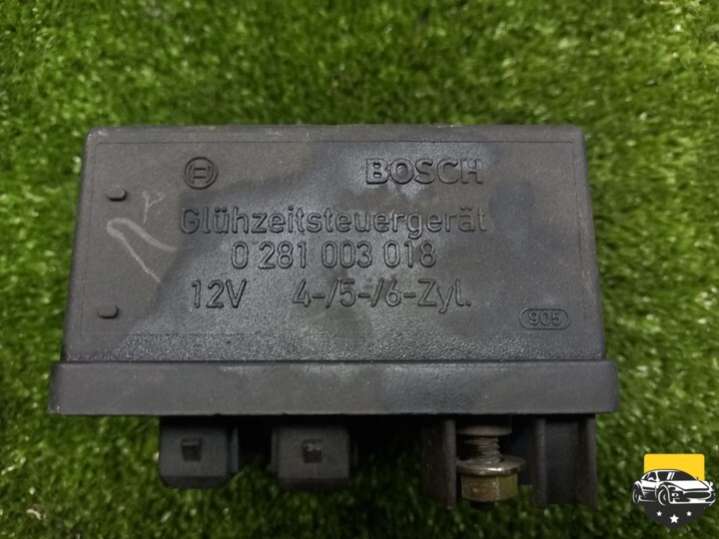 BOSCH
Glühzeitsteuergerät
0 281 003 018
12V 4-/5-/6-Zyl.
905